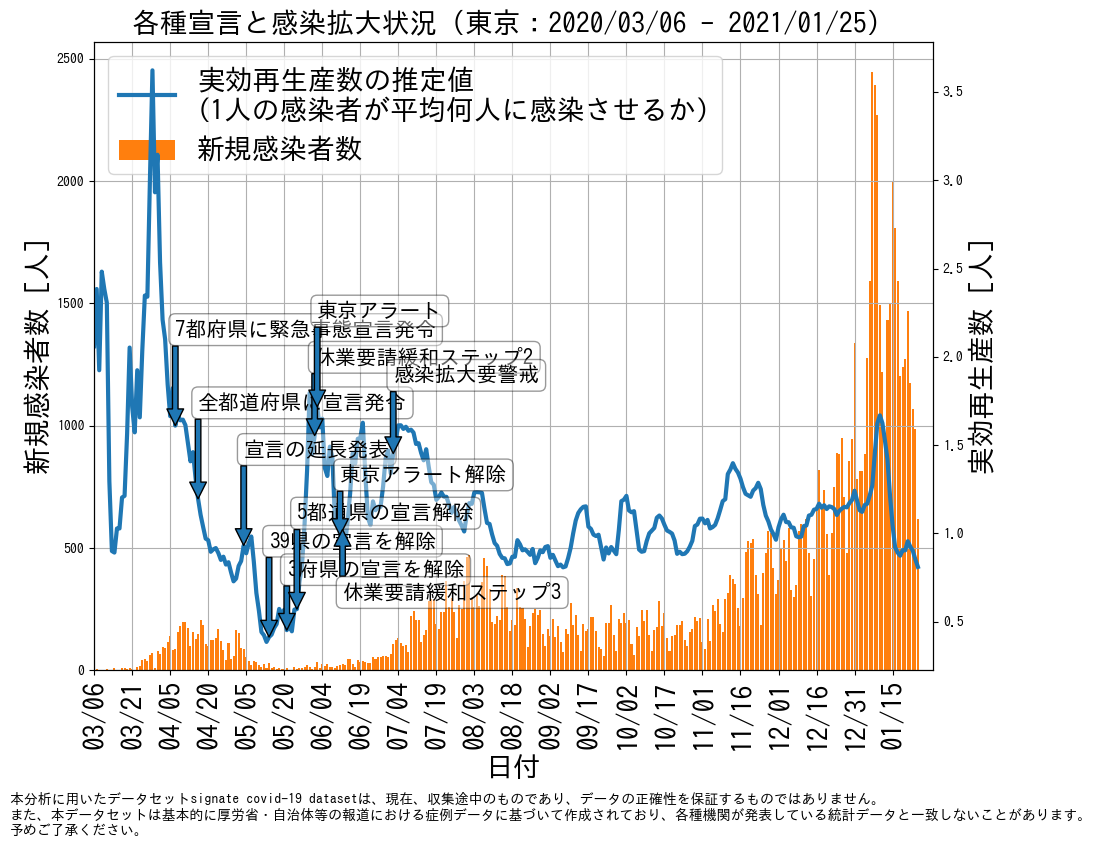 各種宣言と感染拡大状況 (東京：2020/03/06 - 2021/01/25)
実効再生産数の推定値
(1人の感染者が平均何人に感染させるか)
新規感染者数
新規感染者数 [人]
2500
2000
1500
1000
500
0
3.5
3.0
2.5
2.0
1.5
1.0
0.5
実効再生産数 [人]
東京アラート
7都府県に緊急事態宣言発令
休業要請緩和ステップ2
感染拡大要警戒
全都道府県に宣言発令
宣言の延長発表
東京アラート解除
5都道県の宣言解除
39県の宣言を解除
3府県の宣言を解除
休業要請緩和ステップ3
03/06
03/21
04/05
04/20
05/05
05/20
06/04
06/19
07/04
07/19
08/03
08/18
09/02
09/17
10/02
10/17
11/01
11/16
12/01
12/16
12/31
01/15
日付
本分析に用いたデータセットsignate covid-19 datasetは、現在、収集途中のものであり、データの正確性を保証するものではありません。
また、本データセットは基本的に厚労省・自治体等の報道における症例データに基づいて作成されており、各種機関が発表している統計データと一致しないことがあります。
予めご了承ください。